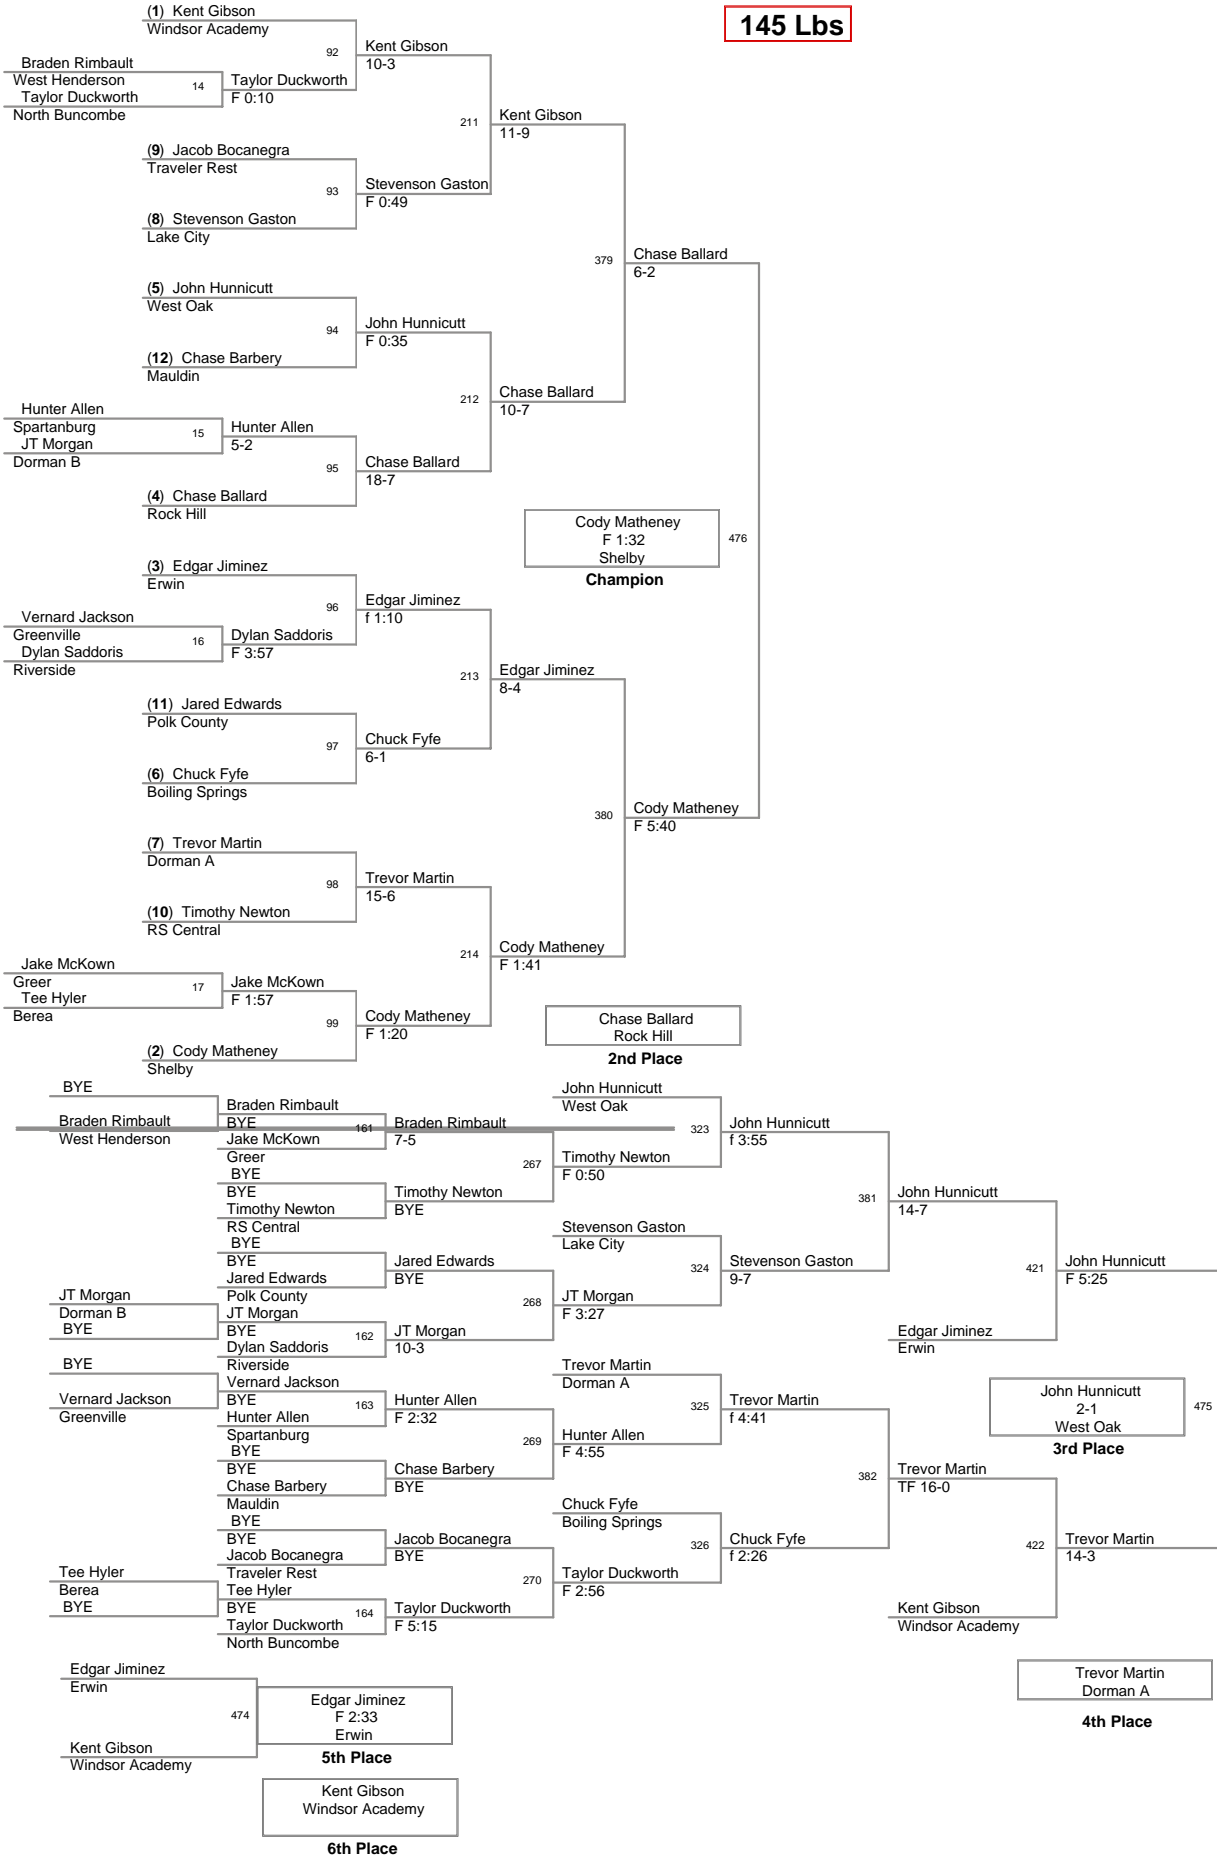 145 Lbs
(1) Kent Gibson
Windsor Academy
92
Kent Gibson
10-3
Braden Rimbault
West Henderson
14
Taylor Duckworth
North Buncombe
Taylor Duckworth
F 0:10
211
Kent Gibson
11-9
(9) Jacob Bocanegra
Traveler Rest
93
Stevenson Gaston
F 0:49
(8) Stevenson Gaston
Lake City
379
Chase Ballard
6-2
(5) John Hunnicutt
West Oak
94
John Hunnicutt
F 0:35
(12) Chase Barbery
Mauldin
212
Chase Ballard
10-7
Hunter Allen
Spartanburg
15
JT Morgan
Dorman B
Hunter Allen
5-2
95
Chase Ballard
18-7
(4) Chase Ballard
Rock Hill
Cody Matheney
F 1:32
Shelby
476
Champion
(3) Edgar Jiminez
Erwin
96
Edgar Jiminez
f 1:10
Vernard Jackson
Greenville
16
Dylan Saddoris
Riverside
Dylan Saddoris
F 3:57
213
Edgar Jiminez
8-4
(11) Jared Edwards
Polk County
97
Chuck Fyfe
6-1
(6) Chuck Fyfe
Boiling Springs
380
Cody Matheney
F 5:40
(7) Trevor Martin
Dorman A
98
Trevor Martin
15-6
(10) Timothy Newton
RS Central
214
Cody Matheney
F 1:41
Jake McKown
Greer
17
Tee Hyler
Berea
Jake McKown
F 1:57
99
Cody Matheney
F 1:20
(2) Cody Matheney
Shelby
Chase Ballard
Rock Hill
2nd Place
BYE
Braden Rimbault
West Henderson
Braden Rimbault
BYE
161
Jake McKown
Greer
Braden Rimbault
7-5
BYE
BYE
Timothy Newton
RS Central
Timothy Newton
BYE
267
Timothy Newton
F 0:50
John Hunnicutt
West Oak
323
John Hunnicutt
f 3:55
BYE
BYE
Jared Edwards
Polk County
Jared Edwards
BYE
JT Morgan
Dorman B
BYE
JT Morgan
BYE
162
Dylan Saddoris
Riverside
JT Morgan
10-3
268
JT Morgan
F 3:27
Stevenson Gaston
Lake City
324
Stevenson Gaston
9-7
381
John Hunnicutt
14-7
421
John Hunnicutt
F 5:25
Edgar Jiminez
Erwin
BYE
Vernard Jackson
Greenville
Vernard Jackson
BYE
163
Hunter Allen
Spartanburg
Hunter Allen
F 2:32
BYE
BYE
Chase Barbery
Mauldin
Chase Barbery
BYE
269
Hunter Allen
F 4:55
Trevor Martin
Dorman A
325
Trevor Martin
f 4:41
John Hunnicutt
2-1
West Oak
475
3rd Place
BYE
BYE
Jacob Bocanegra
Traveler Rest
Jacob Bocanegra
BYE
Tee Hyler
Berea
BYE
Tee Hyler
BYE
164
Taylor Duckworth
North Buncombe
Taylor Duckworth
F 5:15
270
Taylor Duckworth
F 2:56
Chuck Fyfe
Boiling Springs
326
Chuck Fyfe
f 2:26
382
Trevor Martin
TF 16-0
422
Trevor Martin
14-3
Kent Gibson
Windsor Academy
Trevor Martin
Dorman A
4th Place
Edgar Jiminez
Erwin
474
Kent Gibson
Windsor Academy
Edgar Jiminez
F 2:33
Erwin
5th Place
Kent Gibson
Windsor Academy
6th Place